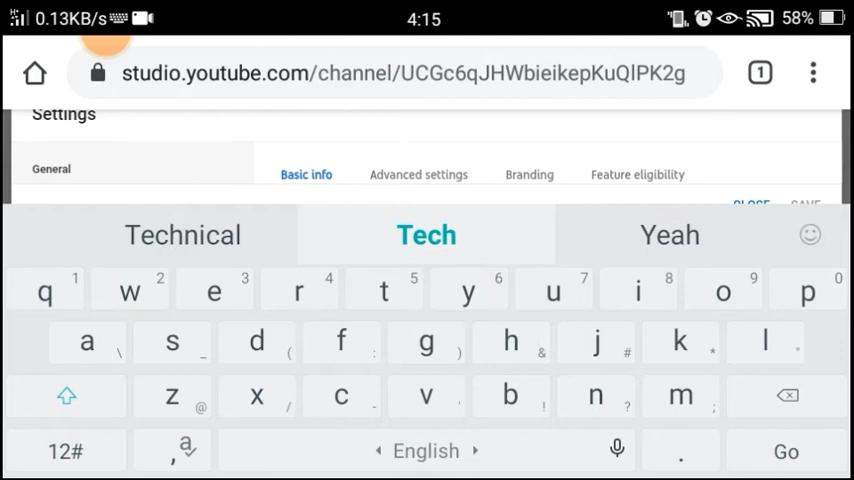 0.13KB/s 4:15 58%
studio.youtube.com/channel/UCGc6qJHWbieikepKuQlPK2g 1
Settings
General Basic info Advanced settings Branding Feature eligibility
CLOSE SAVE
Technical Tech Yeah
q 1 w 2 e 3 r 4 t 5 y 6 u 7 i 8 o 9 p 0
a \ s _ d ( f : g ) h & j # k * l "
z @ x / c - v ' b ! n ? m ;
12# , a English . Go